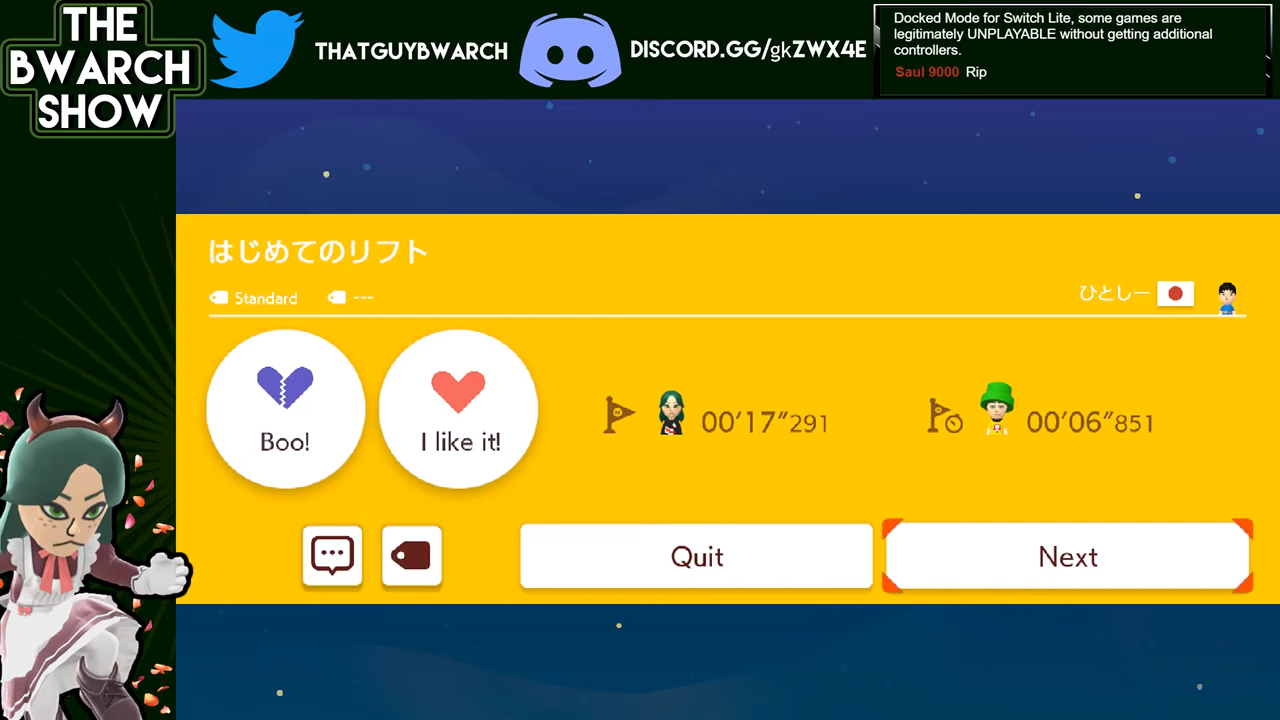 THE
BWARCH
SHOW
THATGUYBWARCH
DISCORD.GG/gkZWX4E
Docked Mode for Switch Lite, some games are
legitimately UNPLAYABLE without getting additional
controllers.
Saul 9000 Rip
はじめてのリフト
Standard ---
ひとしー
Boo!
I like it!
00'17"291
00'06"851
Quit
Next